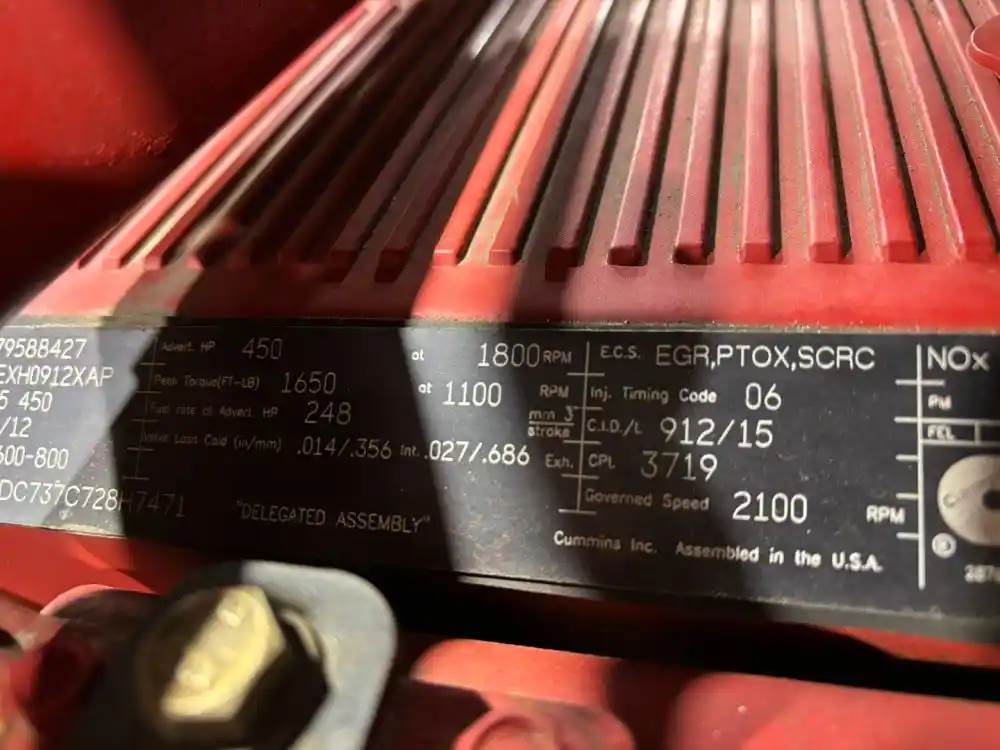 79588427
EXH0912XAP
5 450
/12
600-800
DC737C728H7471
Advert. HP 450 at 1800 RPM
Peak Torque(FT-LB) 1650 at 1100 RPM
Fuel rate at Advert. HP 248 mm 3 stroke
Valve Lash Cold (in/mm) .014/.356 Int. .027/.686 Exh.
"DELEGATED ASSEMBLY"
E.C.S. EGR,PTOX,SCRC
Inj. Timing Code 06
C.I.D./L 912/15
CPL 3719
Governed Speed 2100 RPM
Cummins Inc. Assembled in the U.S.A.
NOx
PM
FEL